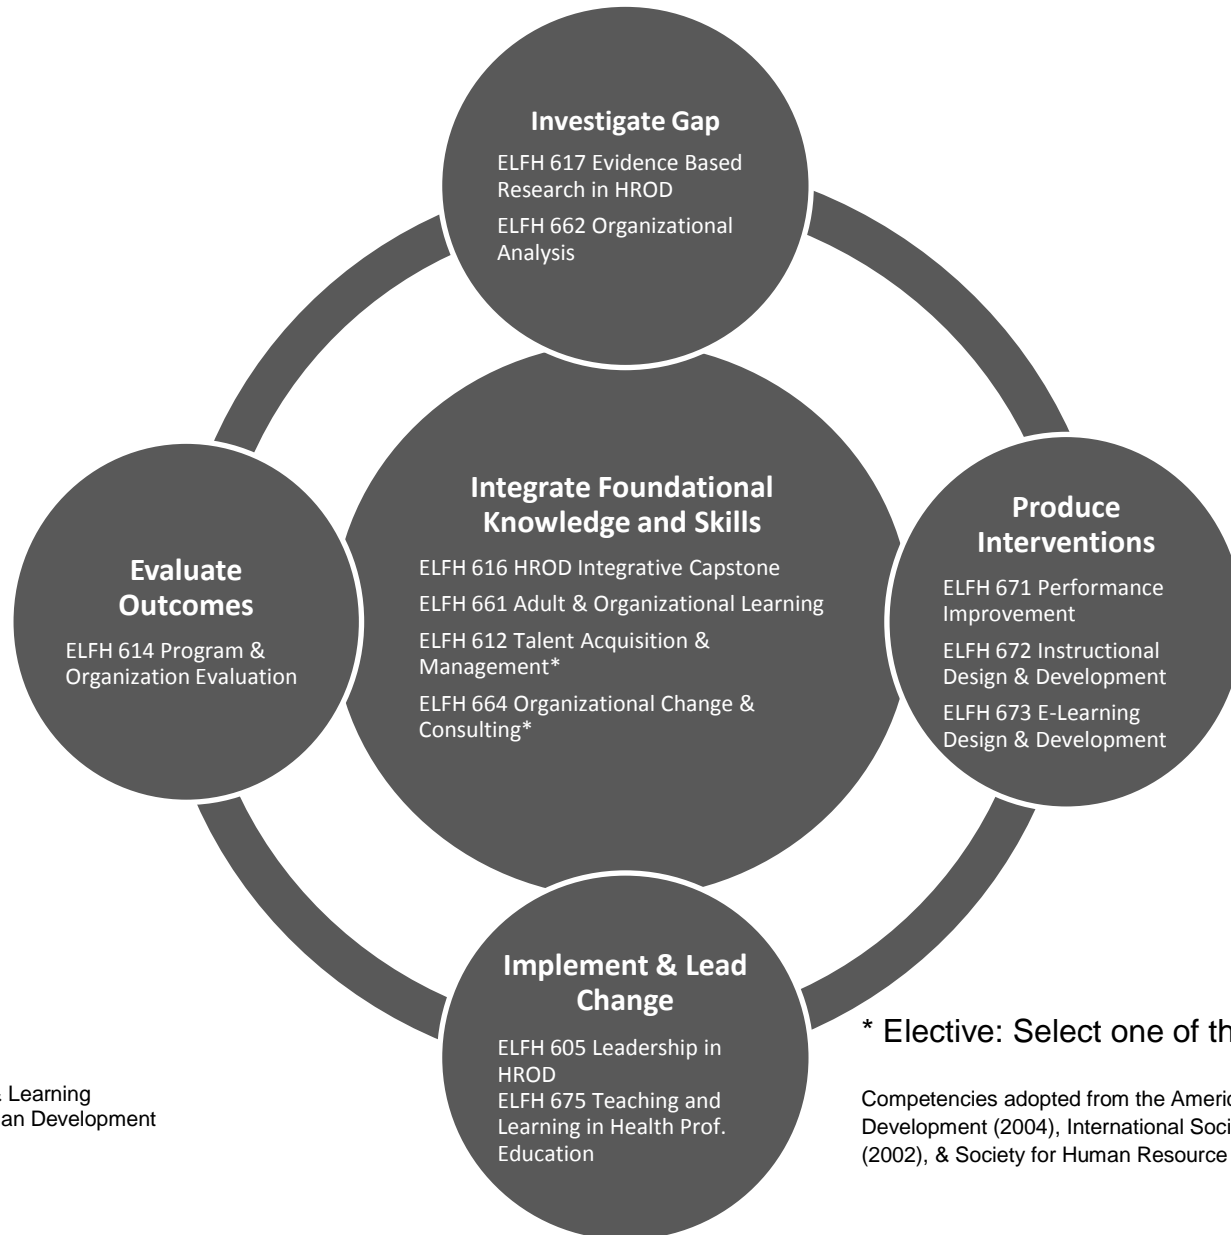 Investigate Gap
ELFH 617 Evidence Based
Research in HROD
ELFH 662 Organizational
Analysis
Integrate Foundational
Knowledge and Skills
ELFH 616 HROD Integrative Capstone
ELFH 661 Adult & Organizational Learning
ELFH 612 Talent Acquisition &
Management*
ELFH 664 Organizational Change &
Consulting*
Produce
Interventions
ELFH 671 Performance
Improvement
ELFH 672 Instructional
Design & Development
ELFH 673 E-Learning
Design & Development
Evaluate
Outcomes
ELFH 614 Program &
Organization Evaluation
Implement & Lead
Change
ELFH 605 Leadership in
HROD
ELFH 675 Teaching and
Learning in Health Prof.
Education
* Elective: Select one of
Learning
Development
Competencies adopted from the
Development (2004), International
(2002), & Society for Human Resource